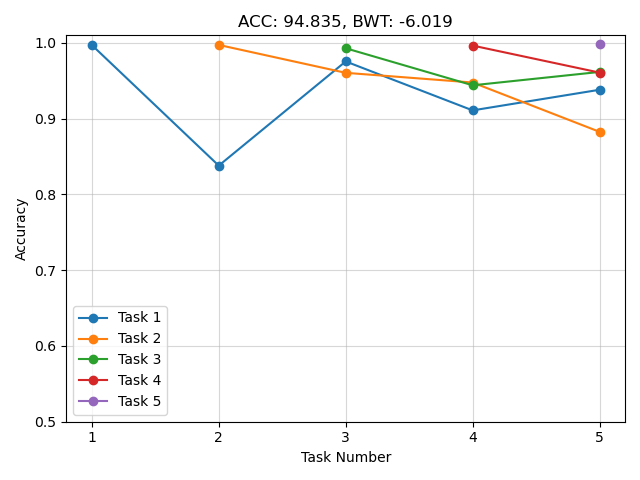 ACC: 94.835, BWT: -6.019
1.0
0.9
0.8
0.7
0.6
0.5
Accuracy
Task 1
Task 2
Task 3
Task 4
Task 5
1 2 3 4 5
Task Number